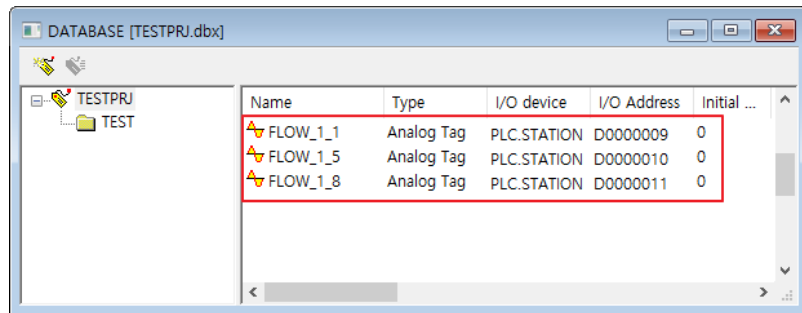 DATABASE [TESTPRJ.dbx]
TESTPRJ
TEST
Name Type I/O device I/O Address Initial ...
FLOW_1_1 Analog Tag PLC.STATION D0000009 0
FLOW_1_5 Analog Tag PLC.STATION D0000010 0
FLOW_1_8 Analog Tag PLC.STATION D0000011 0